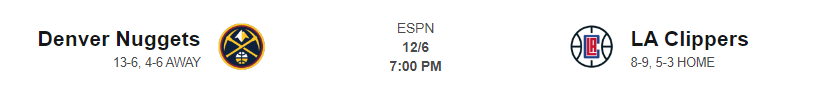 Denver Nuggets
13-6, 4-6 AWAY
ESPN
12/6
7:00 PM
LA Clippers
8-9, 5-3 HOME